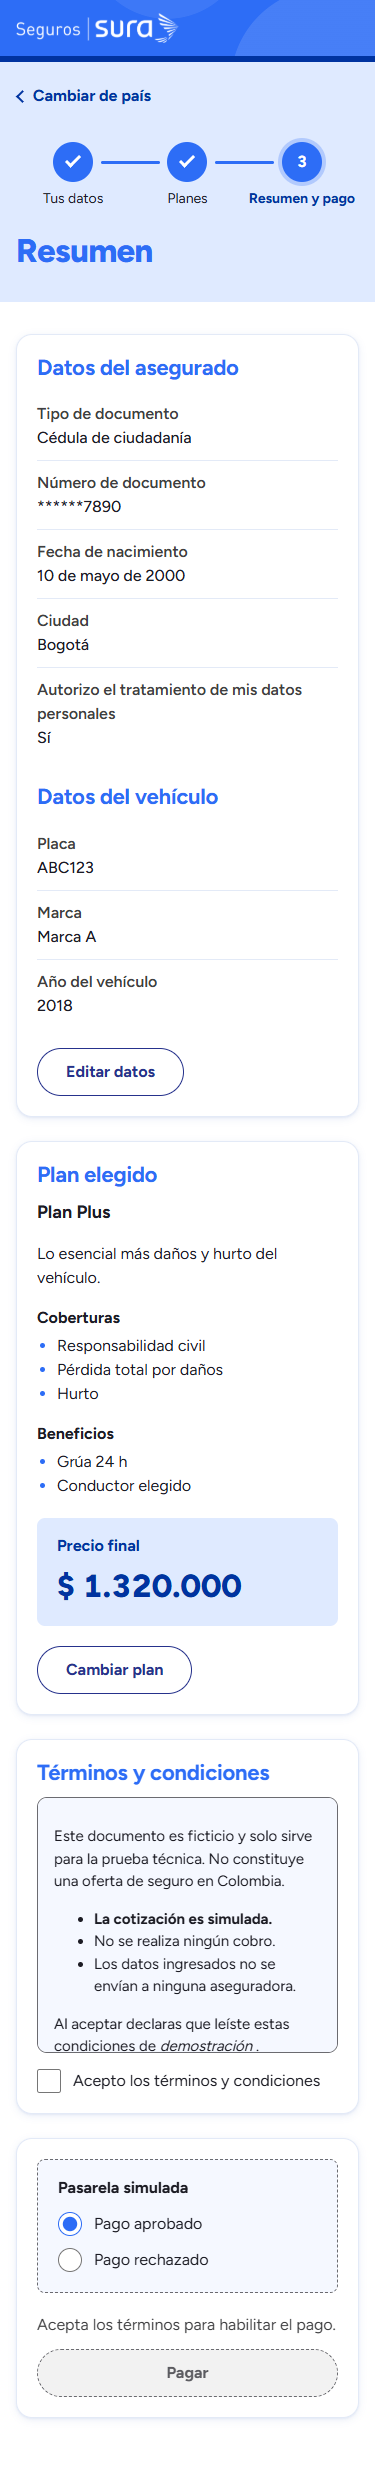 Seguros | sura
Cambiar de país
3
Tus datos Planes Resumen y pago
Resumen
Datos del asegurado
Tipo de documento
Cédula de ciudadanía
Número de documento
******7890
Fecha de nacimiento
10 de mayo de 2000
Ciudad
Bogotá
Autorizo el tratamiento de mis datos
personales
Sí
Datos del vehículo
Placa
ABC123
Marca
Marca A
Año del vehículo
2018
Editar datos
Plan elegido
Plan Plus
Lo esencial más daños y hurto del
vehículo.
Coberturas
• Responsabilidad civil
• Pérdida total por daños
• Hurto
Beneficios
• Grúa 24 h
• Conductor elegido
Precio final
$ 1.320.000
Cambiar plan
Términos y condiciones
Este documento es ficticio y solo sirve
para la prueba técnica. No constituye
una oferta de seguro en Colombia.
• La cotización es simulada.
• No se realiza ningún cobro.
• Los datos ingresados no se
envían a ninguna aseguradora.
Al aceptar declaras que leíste estas
condiciones de demostración .
Acepto los términos y condiciones
Pasarela simulada
Pago aprobado
Pago rechazado
Acepta los términos para habilitar el pago.
Pagar